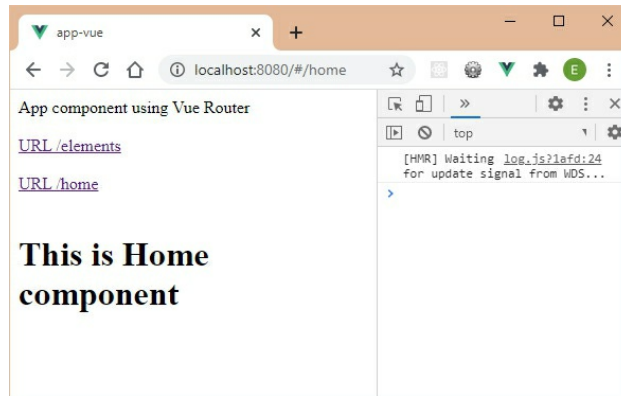 app-vue
localhost:8080/#/home
E
App component using Vue Router
URL /elements
URL /home
This is Home
component
top
[HMR] Waiting log.js?1afd:24
for update signal from WDS...